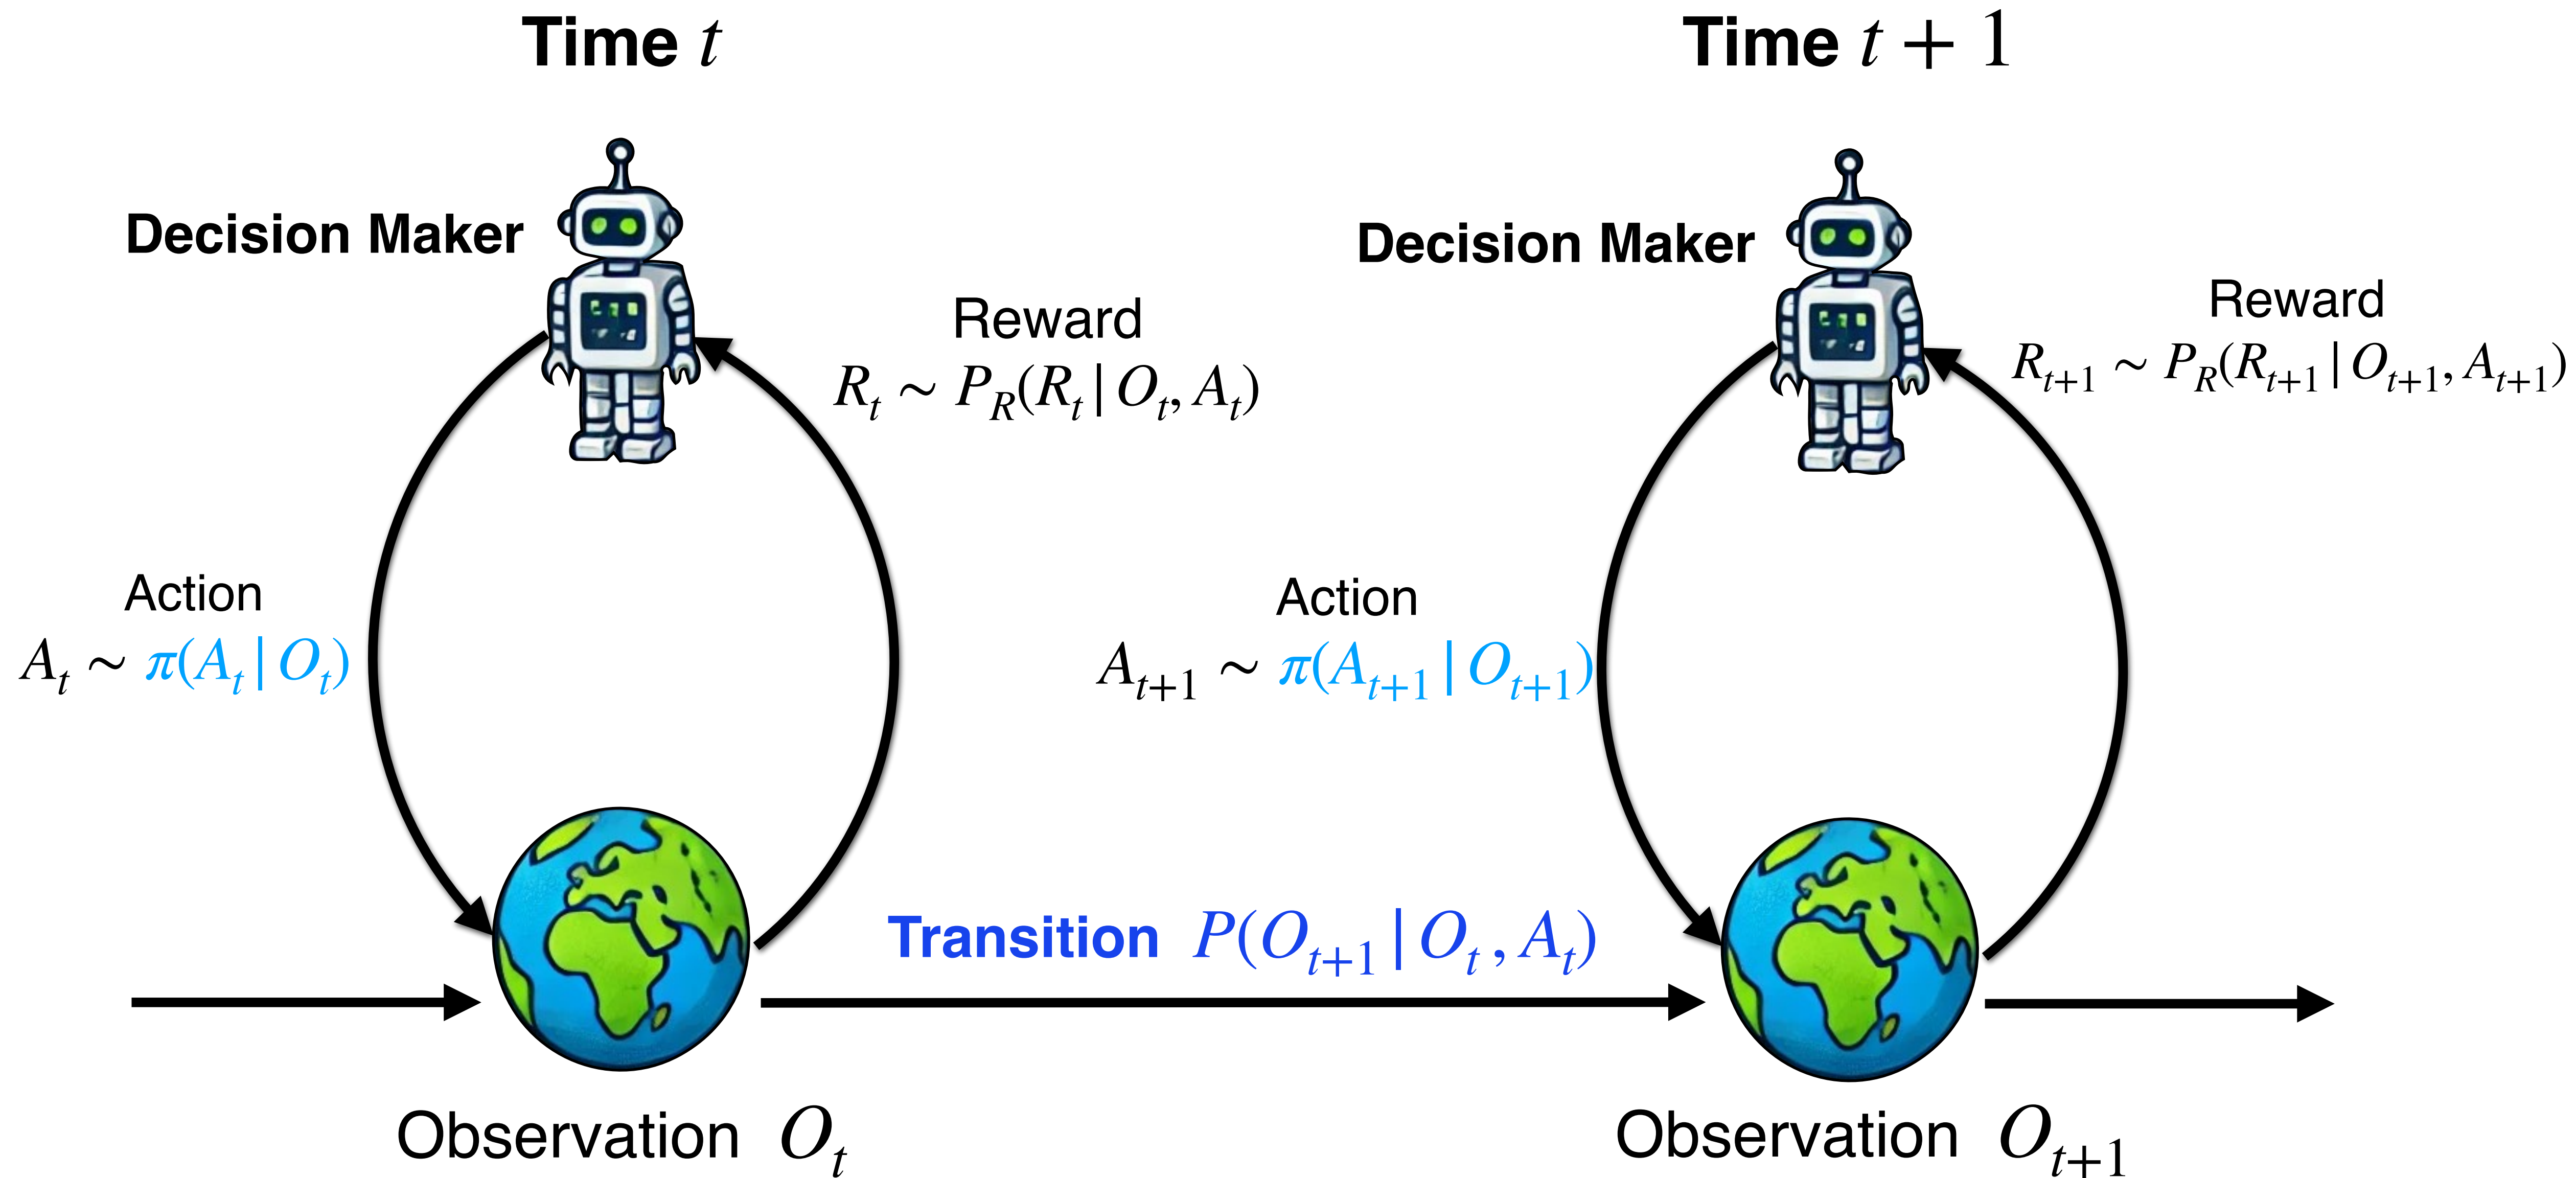 Time t
Time t + 1
Decision Maker
Decision Maker
Reward
R_t ∼ P_R(R_t | O_t, A_t)
Reward
R_{t+1} ∼ P_R(R_{t+1} | O_{t+1}, A_{t+1})
Action
A_t ∼ π(A_t | O_t)
Action
A_{t+1} ∼ π(A_{t+1} | O_{t+1})
Transition P(O_{t+1} | O_t, A_t)
Observation O_t
Observation O_{t+1}